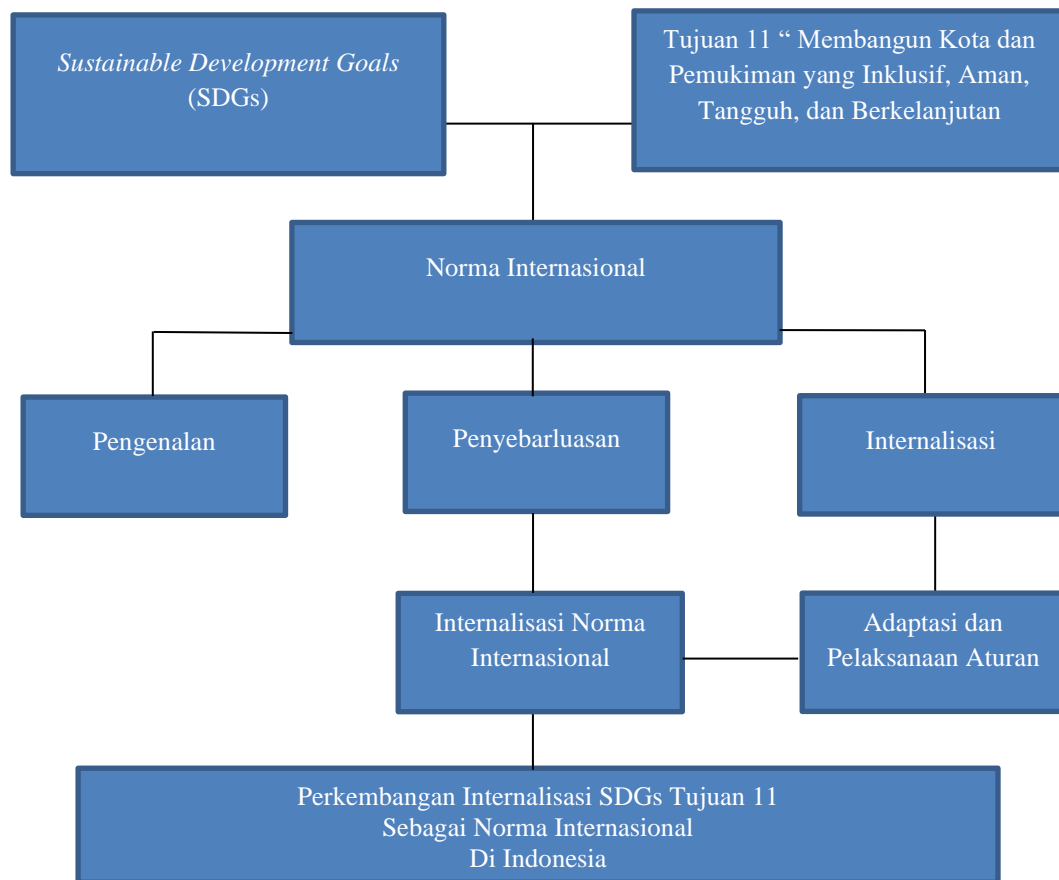 Sustainable Development Goals
(SDGs)
Tujuan 11 “ Membangun Kota dan
Pemukiman yang Inklusif, Aman,
Tangguh, dan Berkelanjutan
Norma Internasional
Pengenalan
Penyebarluasan
Internalisasi
Internalisasi Norma
Internasional
Adaptasi dan
Pelaksanaan Aturan
Perkembangan Internalisasi SDGs Tujuan 11
Sebagai Norma Internasional
Di Indonesia